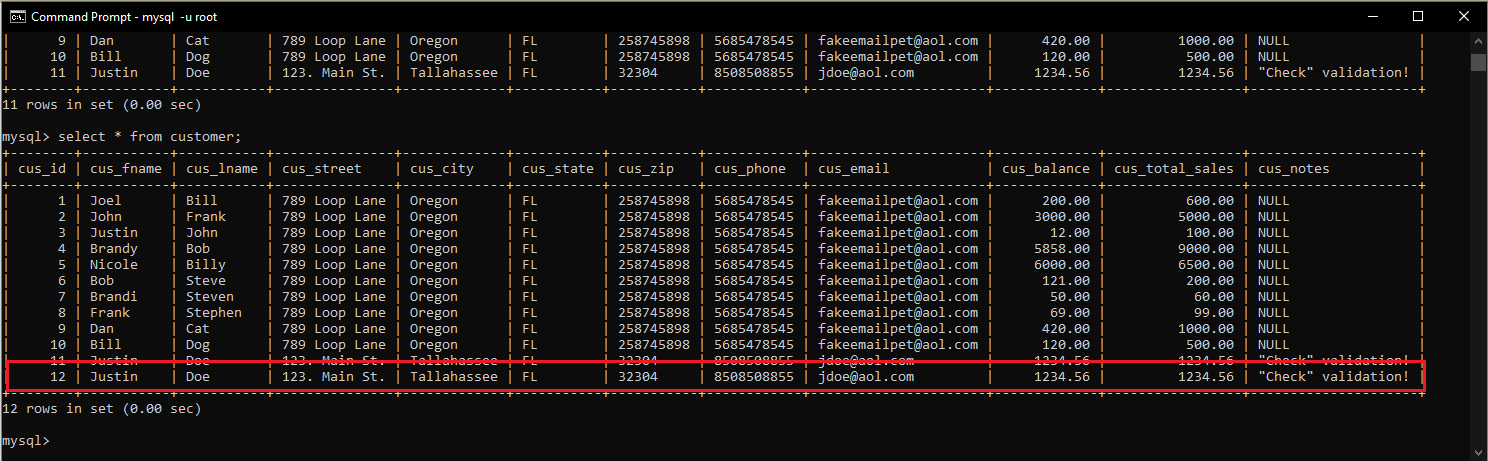 Command Prompt - mysql -u root
|      9 | Dan       | Cat       | 789 Loop Lane | Oregon      | FL        | 258745898 | 5685478545 | fakeemailpet@aol.com |      420.00 |         1000.00 | NULL                |
|     10 | Bill      | Dog       | 789 Loop Lane | Oregon      | FL        | 258745898 | 5685478545 | fakeemailpet@aol.com |      120.00 |          500.00 | NULL                |
|     11 | Justin    | Doe       | 123. Main St. | Tallahassee | FL        | 32304     | 8508508855 | jdoe@aol.com         |     1234.56 |         1234.56 | "Check" validation! |
+--------+-----------+-----------+---------------+-------------+-----------+-----------+------------+----------------------+-------------+-----------------+---------------------+
11 rows in set (0.00 sec)
mysql> select * from customer;
+--------+-----------+-----------+---------------+-------------+-----------+-----------+------------+----------------------+-------------+-----------------+---------------------+
| cus_id | cus_fname | cus_lname | cus_street    | cus_city    | cus_state | cus_zip   | cus_phone  | cus_email            | cus_balance | cus_total_sales | cus_notes           |
+--------+-----------+-----------+---------------+-------------+-----------+-----------+------------+----------------------+-------------+-----------------+---------------------+
|      1 | Joel      | Bill      | 789 Loop Lane | Oregon      | FL        | 258745898 | 5685478545 | fakeemailpet@aol.com |      200.00 |          600.00 | NULL                |
|      2 | John      | Frank     | 789 Loop Lane | Oregon      | FL        | 258745898 | 5685478545 | fakeemailpet@aol.com |     3000.00 |         5000.00 | NULL                |
|      3 | Justin    | John      | 789 Loop Lane | Oregon      | FL        | 258745898 | 5685478545 | fakeemailpet@aol.com |       12.00 |          100.00 | NULL                |
|      4 | Brandy    | Bob       | 789 Loop Lane | Oregon      | FL        | 258745898 | 5685478545 | fakeemailpet@aol.com |     5858.00 |         9000.00 | NULL                |
|      5 | Nicole    | Billy     | 789 Loop Lane | Oregon      | FL        | 258745898 | 5685478545 | fakeemailpet@aol.com |     6000.00 |         6500.00 | NULL                |
|      6 | Bob       | Steve     | 789 Loop Lane | Oregon      | FL        | 258745898 | 5685478545 | fakeemailpet@aol.com |      121.00 |          200.00 | NULL                |
|      7 | Brandi    | Steven    | 789 Loop Lane | Oregon      | FL        | 258745898 | 5685478545 | fakeemailpet@aol.com |       50.00 |           60.00 | NULL                |
|      8 | Frank     | Stephen   | 789 Loop Lane | Oregon      | FL        | 258745898 | 5685478545 | fakeemailpet@aol.com |       69.00 |           99.00 | NULL                |
|      9 | Dan       | Cat       | 789 Loop Lane | Oregon      | FL        | 258745898 | 5685478545 | fakeemailpet@aol.com |      420.00 |         1000.00 | NULL                |
|     10 | Bill      | Dog       | 789 Loop Lane | Oregon      | FL        | 258745898 | 5685478545 | fakeemailpet@aol.com |      120.00 |          500.00 | NULL                |
|     11 | Justin    | Doe       | 123. Main St. | Tallahassee | FL        | 32304     | 8508508855 | jdoe@aol.com         |     1234.56 |         1234.56 | "Check" validation! |
|     12 | Justin    | Doe       | 123. Main St. | Tallahassee | FL        | 32304     | 8508508855 | jdoe@aol.com         |     1234.56 |         1234.56 | "Check" validation! |
+--------+-----------+-----------+---------------+-------------+-----------+-----------+------------+----------------------+-------------+-----------------+---------------------+
12 rows in set (0.00 sec)
mysql>